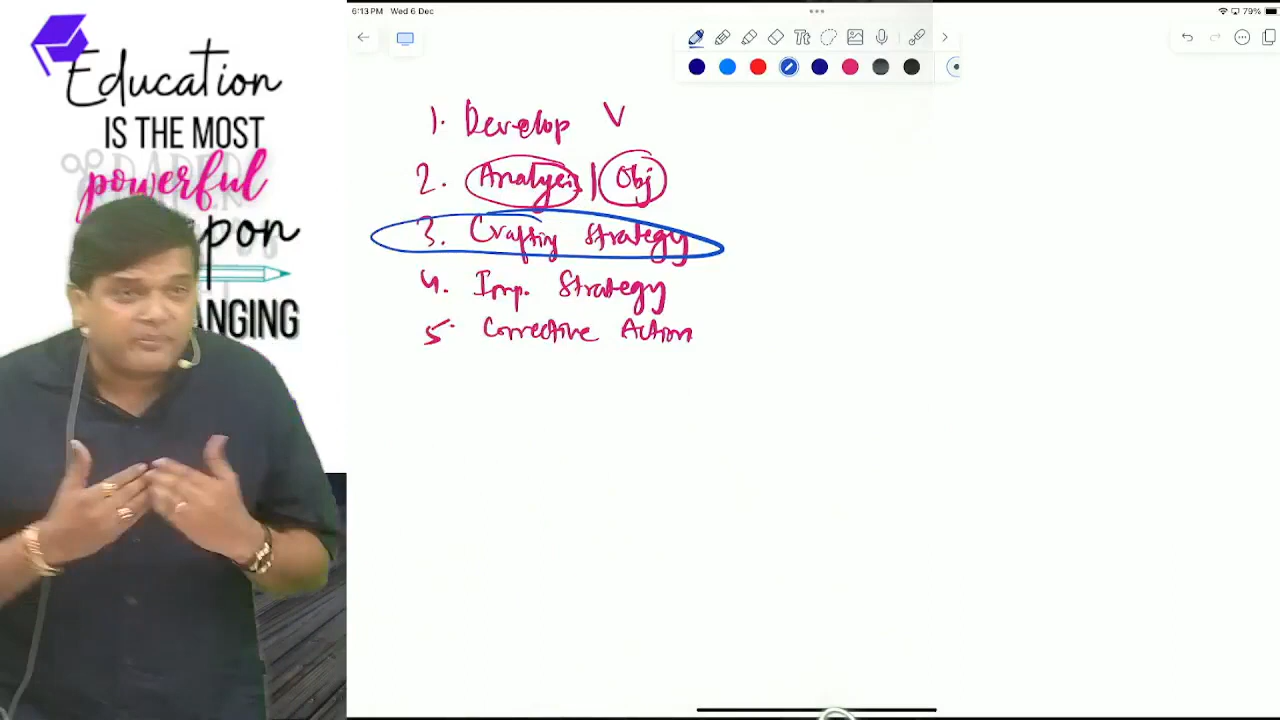 6:13 PM Wed 6 Dec
79%
Education
IS THE MOST
powerful
pon
ANGING
Tt
1. Develop V
2. Analysis | Obj
3. Crafting Strategy
4. Imp. Strategy
5. Corrective Action